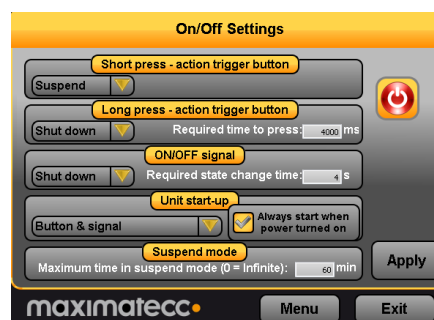 On/Off Settings
Short press - action trigger button
Suspend
Long press - action trigger button
Shut down Required time to press: 4000 ms
ON/OFF signal
Shut down Required state change time: 4 s
Unit start-up
Button & signal
Always start when
power turned on
Suspend mode
Maximum time in suspend mode (0 = Infinite): 60 min
Apply
maximatecc
Menu
Exit